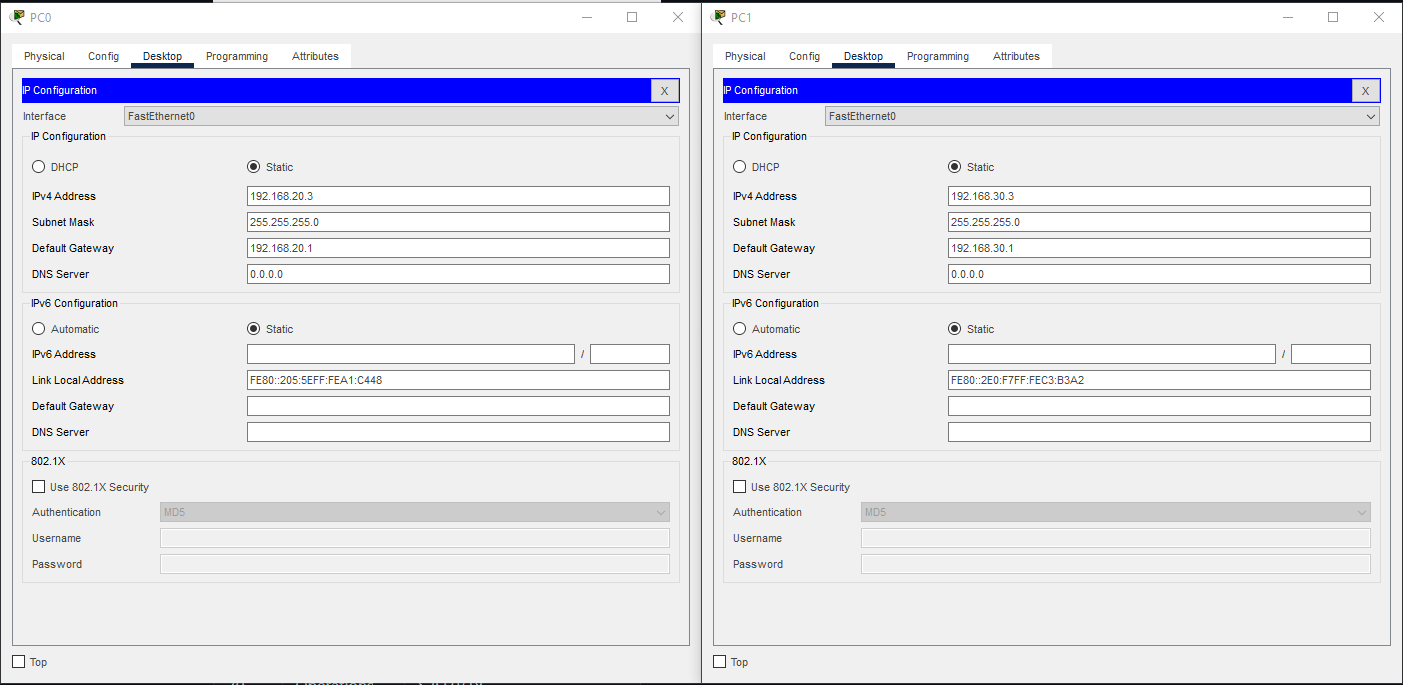 PC0
Physical Config Desktop Programming Attributes
IP Configuration X
Interface FastEthernet0
IP Configuration
DHCP Static
IPv4 Address 192.168.20.3
Subnet Mask 255.255.255.0
Default Gateway 192.168.20.1
DNS Server 0.0.0.0
IPv6 Configuration
Automatic Static
IPv6 Address /
Link Local Address FE80::205:5EFF:FEA1:C448
Default Gateway
DNS Server
802.1X
Use 802.1X Security
Authentication MD5
Username
Password
Top
PC1
Physical Config Desktop Programming Attributes
IP Configuration X
Interface FastEthernet0
IP Configuration
DHCP Static
IPv4 Address 192.168.30.3
Subnet Mask 255.255.255.0
Default Gateway 192.168.30.1
DNS Server 0.0.0.0
IPv6 Configuration
Automatic Static
IPv6 Address /
Link Local Address FE80::2E0:F7FF:FEC3:B3A2
Default Gateway
DNS Server
802.1X
Use 802.1X Security
Authentication MD5
Username
Password
Top